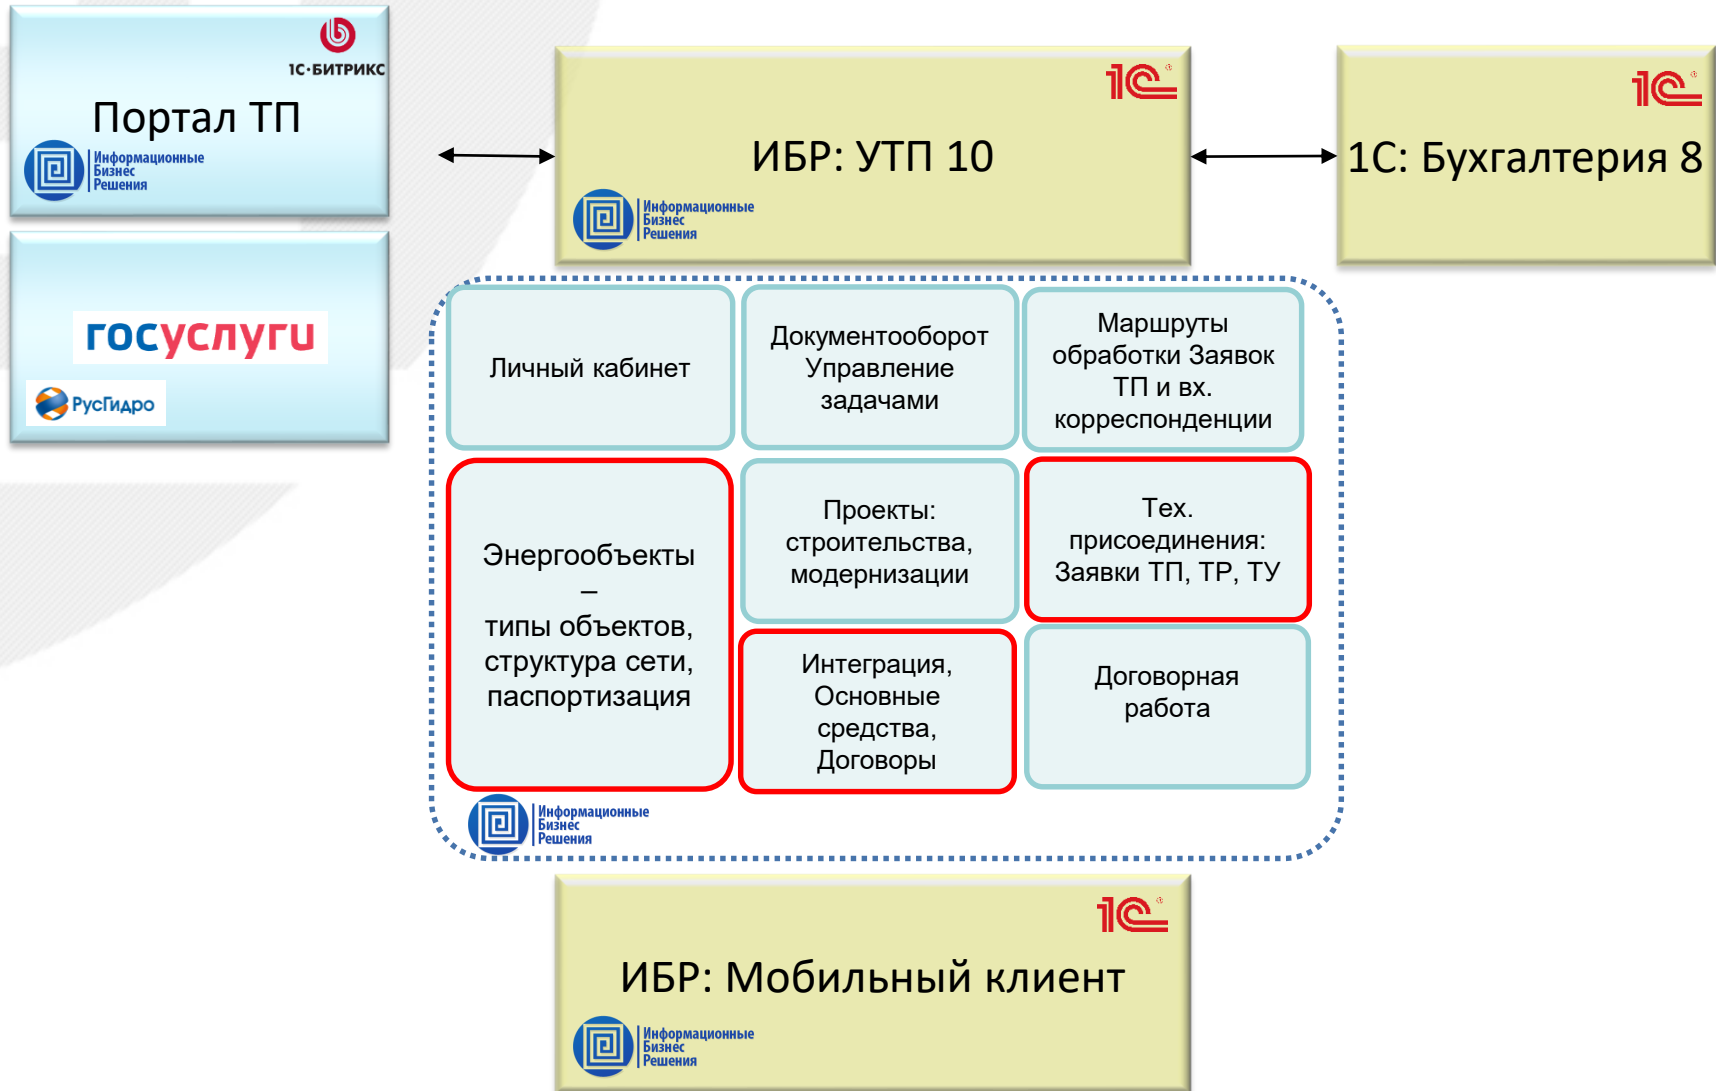 1С·БИТРИКС
Портал ТП
Информационные
Бизнес
Решения
госуслуги
РусГидро
1С
ИБР: УТП 10
Информационные
Бизнес
Решения
1С
1С: Бухгалтерия 8
Личный кабинет
Документооборот
Управление
задачами
Маршруты
обработки Заявок
ТП и вх.
корреспонденции
Энергообъекты
–
типы объектов,
структура сети,
паспортизация
Проекты:
строительства,
модернизации
Тех.
присоединения:
Заявки ТП, ТР, ТУ
Интеграция,
Основные
средства,
Договоры
Договорная
работа
Информационные
Бизнес
Решения
1С
ИБР: Мобильный клиент
Информационные
Бизнес
Решения